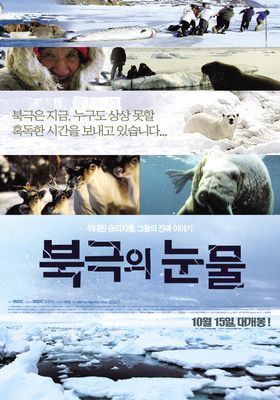 북극은 지금, 누구도 상상 못할
혹독한 시간을 보내고 있습니다...
위대한 승리자들, 그들의 진짜 이야기
북극의 눈물
10월 15일, 대개봉!